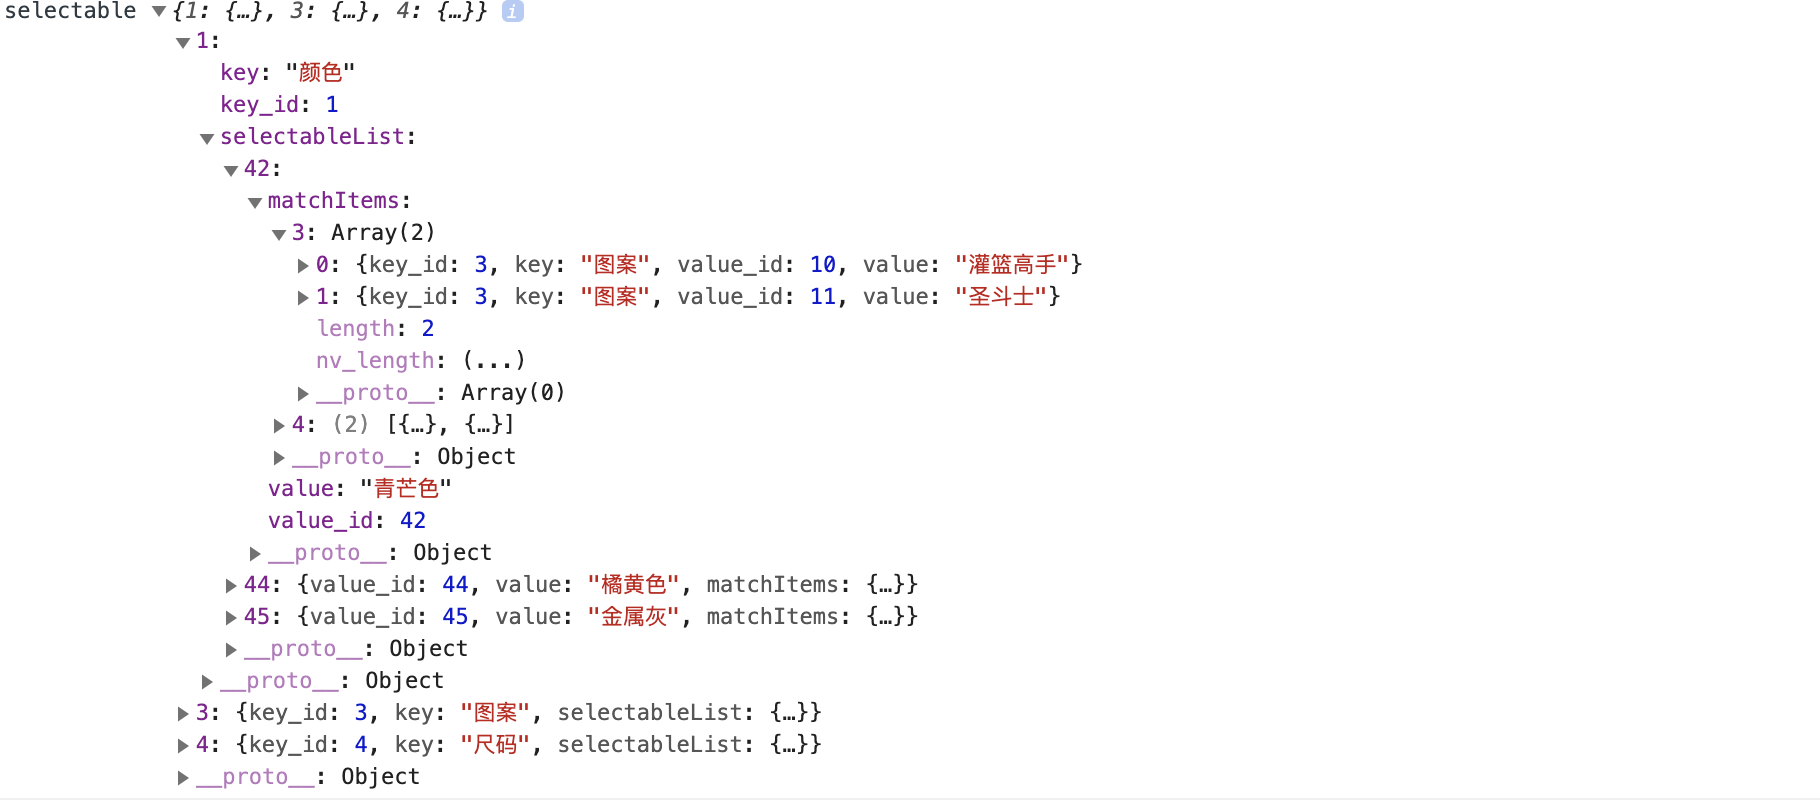 selectable ▼{1: {…}, 3: {…}, 4: {…}} i
▼1:
key: "颜色"
key_id: 1
▼selectableList:
▼42:
▼matchItems:
▼3: Array(2)
▶0: {key_id: 3, key: "图案", value_id: 10, value: "灌篮高手"}
▶1: {key_id: 3, key: "图案", value_id: 11, value: "圣斗士"}
length: 2
nv_length: (...)
▶__proto__: Array(0)
▶4: (2) [{…}, {…}]
▶__proto__: Object
value: "青芒色"
value_id: 42
▶__proto__: Object
▶44: {value_id: 44, value: "橘黄色", matchItems: {…}}
▶45: {value_id: 45, value: "金属灰", matchItems: {…}}
▶__proto__: Object
▶__proto__: Object
▶3: {key_id: 3, key: "图案", selectableList: {…}}
▶4: {key_id: 4, key: "尺码", selectableList: {…}}
▶__proto__: Object